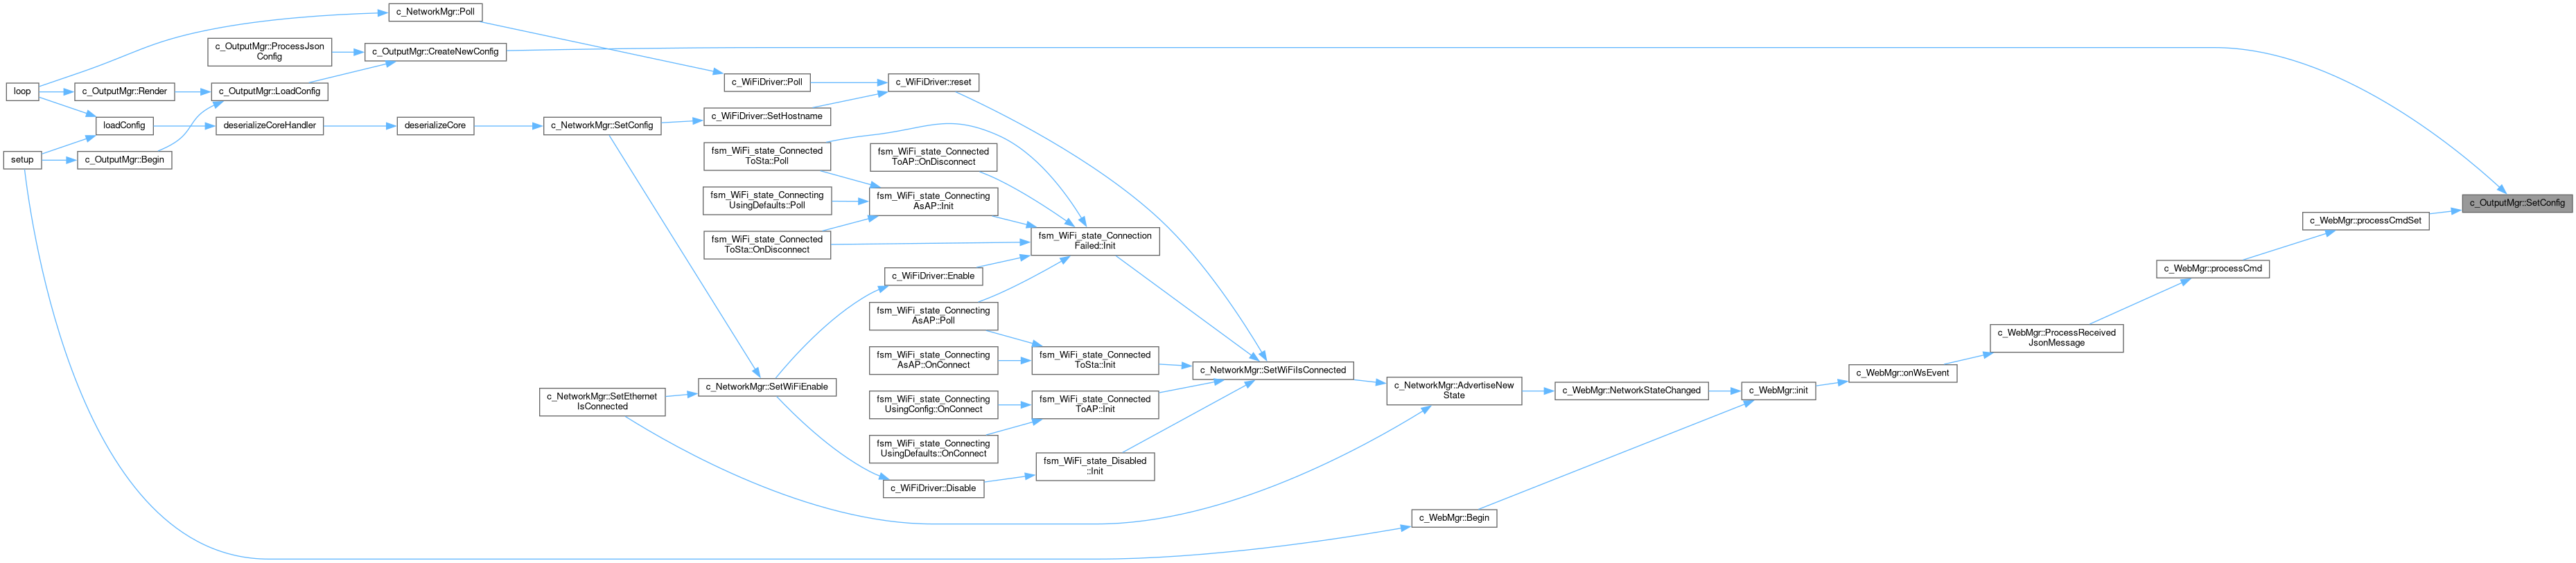 c_NetworkMgr::Poll
c_OutputMgr::ProcessJson
Config
c_OutputMgr::CreateNewConfig
loop
c_OutputMgr::Render
c_OutputMgr::LoadConfig
c_WiFiDriver::Poll
c_WiFiDriver::reset
loadConfig
deserializeCoreHandler
deserializeCore
c_NetworkMgr::SetConfig
c_WiFiDriver::SetHostname
setup
c_OutputMgr::Begin
fsm_WiFi_state_Connected
ToSta::Poll
fsm_WiFi_state_Connected
ToAP::OnDisconnect
fsm_WiFi_state_Connecting
UsingDefaults::Poll
fsm_WiFi_state_Connecting
AsAP::Init
c_OutputMgr::SetConfig
c_WebMgr::processCmdSet
fsm_WiFi_state_Connected
ToSta::OnDisconnect
fsm_WiFi_state_Connection
Failed::Init
c_WiFiDriver::Enable
c_WebMgr::processCmd
fsm_WiFi_state_Connecting
AsAP::Poll
c_WebMgr::ProcessReceived
JsonMessage
fsm_WiFi_state_Connecting
AsAP::OnConnect
fsm_WiFi_state_Connected
ToSta::Init
c_NetworkMgr::SetWiFiIsConnected
c_WebMgr::onWsEvent
c_NetworkMgr::SetEthernet
IsConnected
c_NetworkMgr::SetWiFiEnable
fsm_WiFi_state_Connecting
UsingConfig::OnConnect
fsm_WiFi_state_Connected
ToAP::Init
c_NetworkMgr::AdvertiseNew
State
c_WebMgr::NetworkStateChanged
c_WebMgr::init
fsm_WiFi_state_Connecting
UsingDefaults::OnConnect
fsm_WiFi_state_Disabled
::Init
c_WiFiDriver::Disable
c_WebMgr::Begin